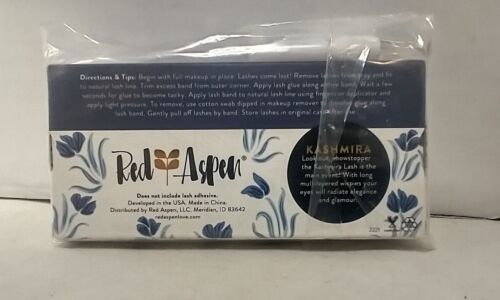 Directions & Tips: Begin with full makeup in place. Lashes come last! Remove lashes from tray and fit
to natural lash line. Trim excess band from outer corner. Apply lash glue along entire band. Wait a few
seconds for glue to become tacky. Apply lash band to natural lash line using fingers or applicator and
apply light pressure. To remove, use cotton swab dipped in makeup remover to dissolve glue along
lash band. Gently pull off lashes by band. Store lashes in original case
Red Aspen®
Does not include lash adhesive.
Developed in the USA. Made in China.
Distributed by Red Aspen, LLC. Meridian, ID 83642
redaspenlove.com
KASHMIRA
Look out, showstopper
the Kashmira Lash is the
main event! With long
multilayered wispies your
eyes will radiate elegance
and glamour.
2221